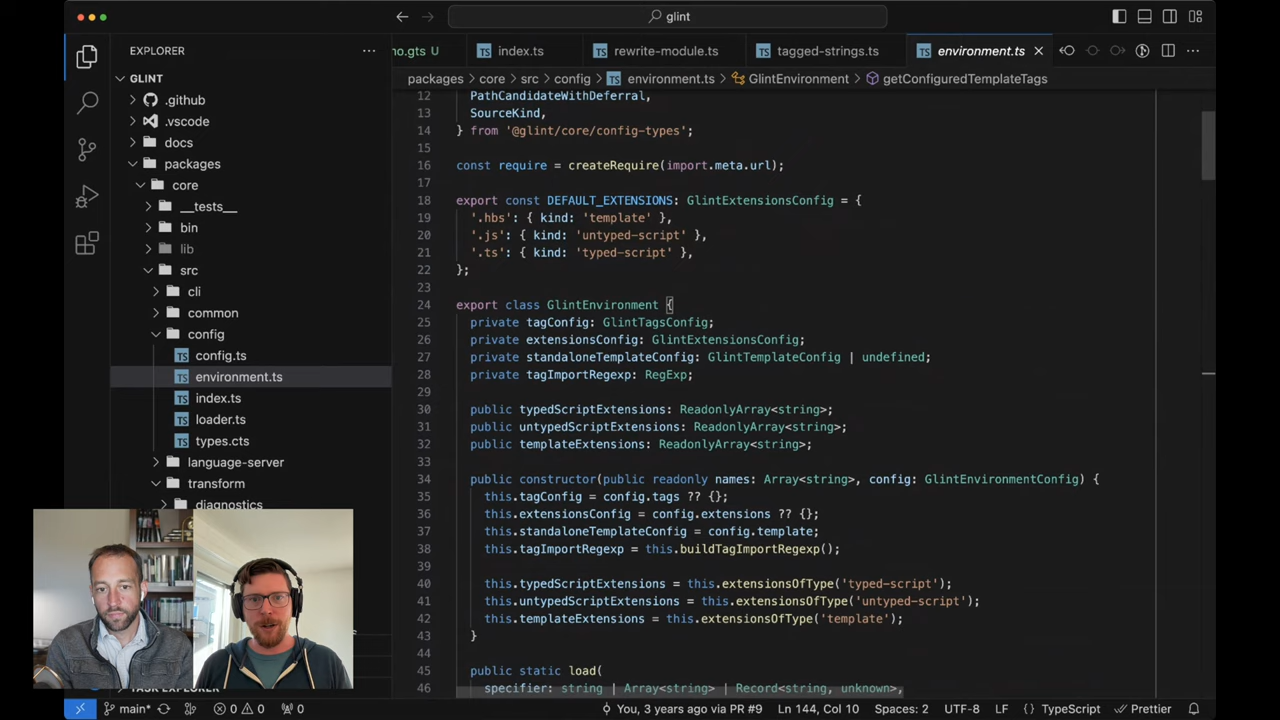 glint
EXPLORER
no.gts U
index.ts
rewrite-module.ts
tagged-strings.ts
environment.ts
GLINT
packages
core
src
config
environment.ts
GlintEnvironment
getConfiguredTemplateTags
.github
.vscode
docs
packages
core
__tests__
bin
lib
src
cli
common
config
config.ts
environment.ts
index.ts
loader.ts
types.cts
language-server
transform
diagnostics
12 PathCandidateWithDeferral,
13 SourceKind,
14 } from '@glint/core/config-types';
15
16 const require = createRequire(import.meta.url);
17
18 export const DEFAULT_EXTENSIONS: GlintExtensionsConfig = {
19 '.hbs': { kind: 'template' },
20 '.js': { kind: 'untyped-script' },
21 '.ts': { kind: 'typed-script' },
22 };
23
24 export class GlintEnvironment {
25 private tagConfig: GlintTagsConfig;
26 private extensionsConfig: GlintExtensionsConfig;
27 private standaloneTemplateConfig: GlintTemplateConfig | undefined;
28 private tagImportRegexp: RegExp;
29
30 public typedScriptExtensions: ReadonlyArray<string>;
31 public untypedScriptExtensions: ReadonlyArray<string>;
32 public templateExtensions: ReadonlyArray<string>;
33
34 public constructor(public readonly names: Array<string>, config: GlintEnvironmentConfig) {
35 this.tagConfig = config.tags ?? {};
36 this.extensionsConfig = config.extensions ?? {};
37 this.standaloneTemplateConfig = config.template;
38 this.tagImportRegexp = this.buildTagImportRegexp();
39
40 this.typedScriptExtensions = this.extensionsOfType('typed-script');
41 this.untypedScriptExtensions = this.extensionsOfType('untyped-script');
42 this.templateExtensions = this.extensionsOfType('template');
43 }
44
45 public static load(
46 specifier: string | Array<string> | Record<string, unknown>,
main*
0
0
0
You, 3 years ago via PR #9
Ln 144, Col 10
Spaces: 2
UTF-8
LF
TypeScript
Prettier